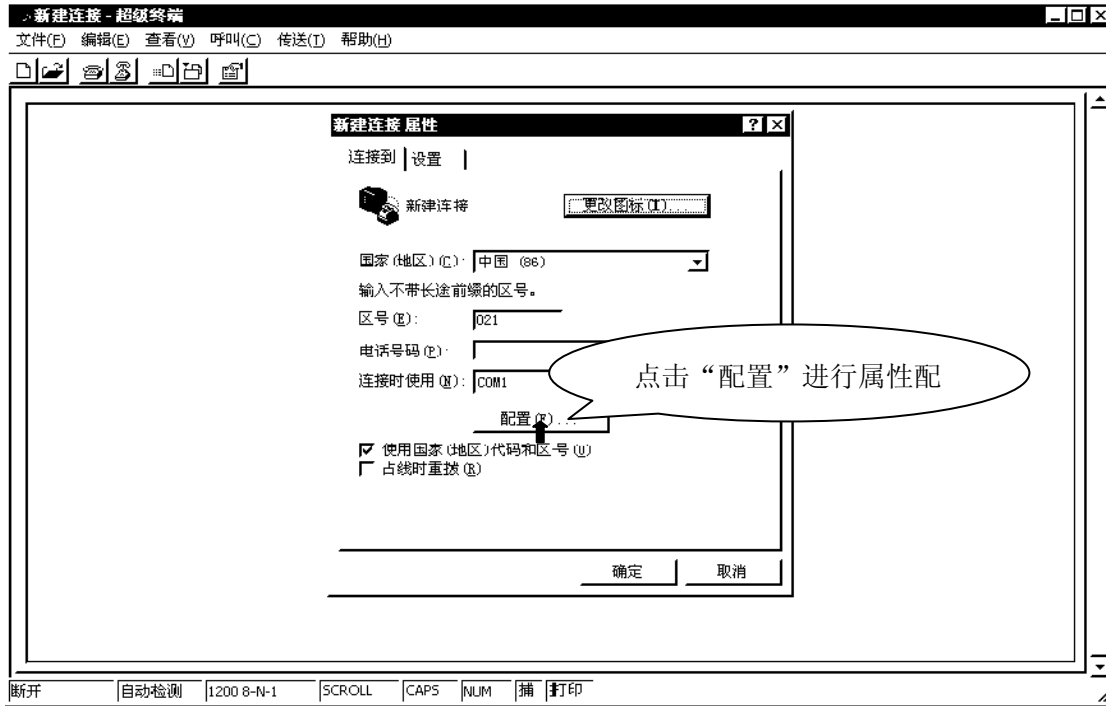 新建连接 - 超级终端
文件(F) 编辑(E) 查看(V) 呼叫(C) 传送(T) 帮助(H)
新建连接 属性
连接到 设置
新建连接
更改图标(I)...
国家(地区)(C): 中国 (86)
输入不带长途前缀的区号。
区号(E): 021
电话号码(P):
连接时使用(N): COM1
点击“配置”进行属性配
配置(F)...
使用国家(地区)代码和区号(U)
占线时重拨(R)
确定 取消
断开 自动检测 1200 8-N-1 SCROLL CAPS NUM 捕 打印